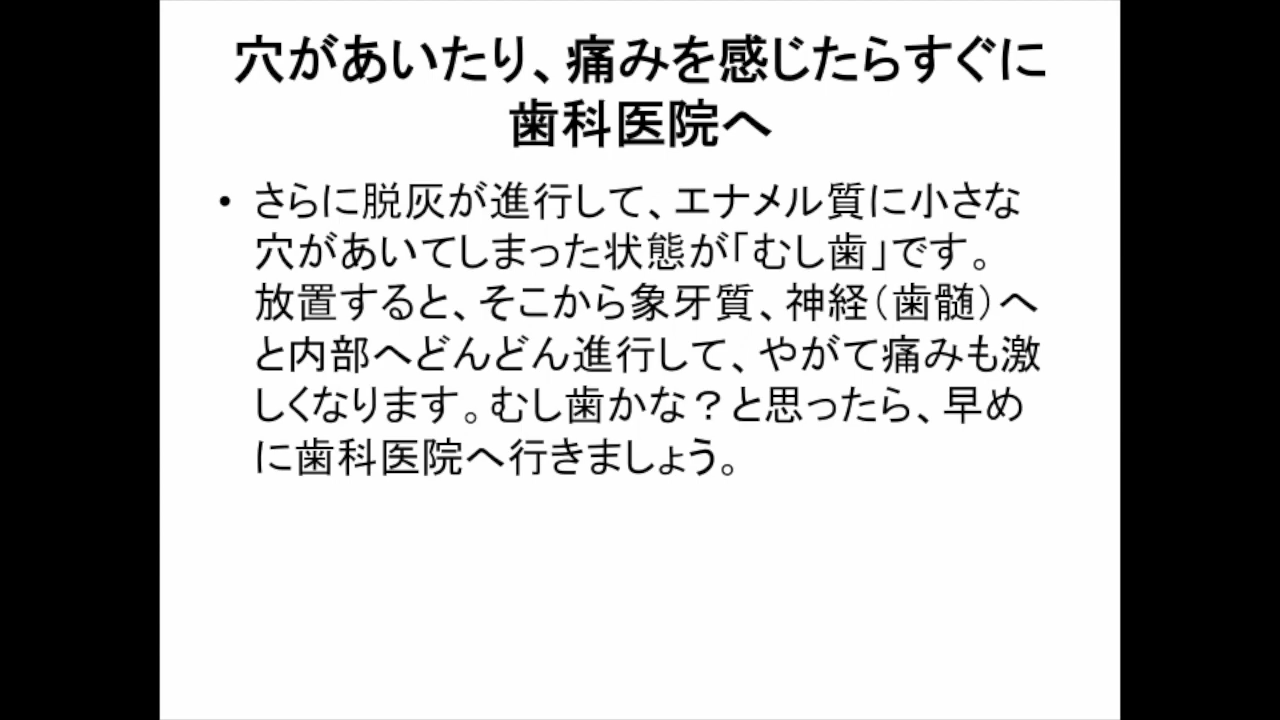 穴があいたり、痛みを感じたらすぐに
歯科医院へ
• さらに脱灰が進行して、エナメル質に小さな
穴があいてしまった状態が「むし歯」です。
放置すると、そこから象牙質、神経（歯髄）へ
と内部へどんどん進行して、やがて痛みも激
しくなります。むし歯かな？と思ったら、早め
に歯科医院へ行きましょう。